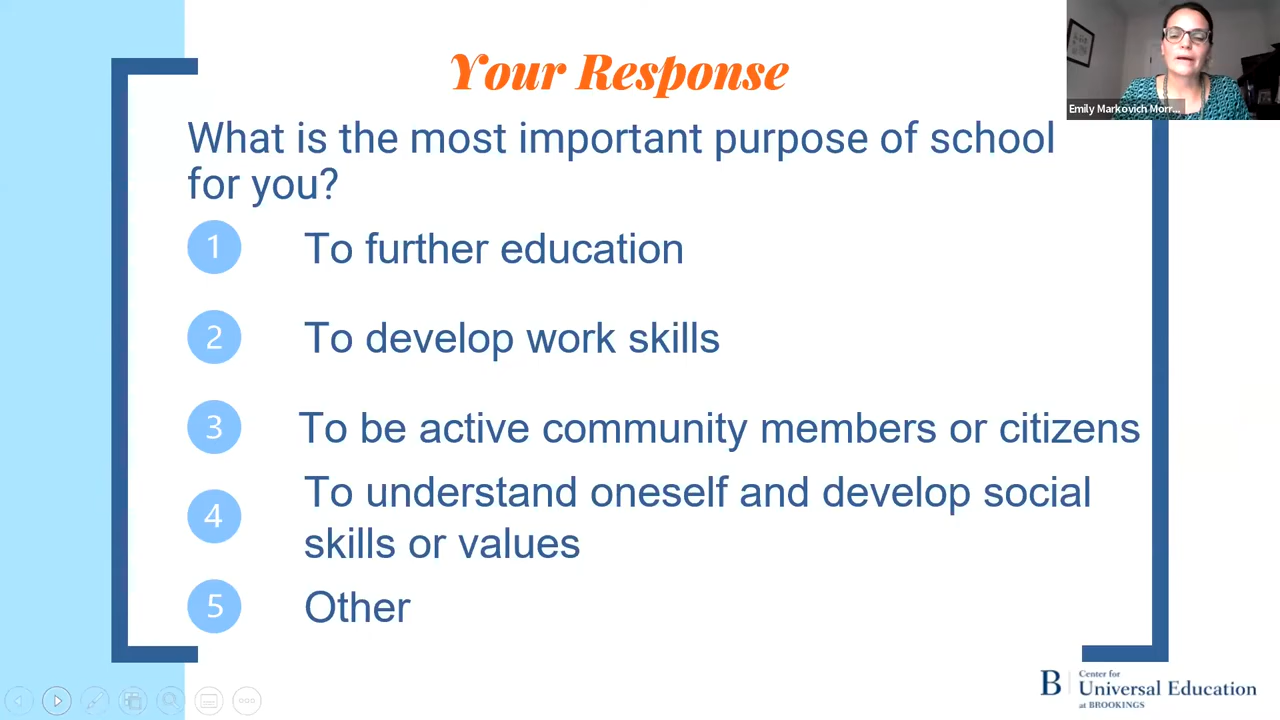 Your Response
Emily Markovich Morr...
What is the most important purpose of school
for you?
1 To further education
2 To develop work skills
3 To be active community members or citizens
4 To understand oneself and develop social
skills or values
5 Other
B Center for
Universal Education
at BROOKINGS